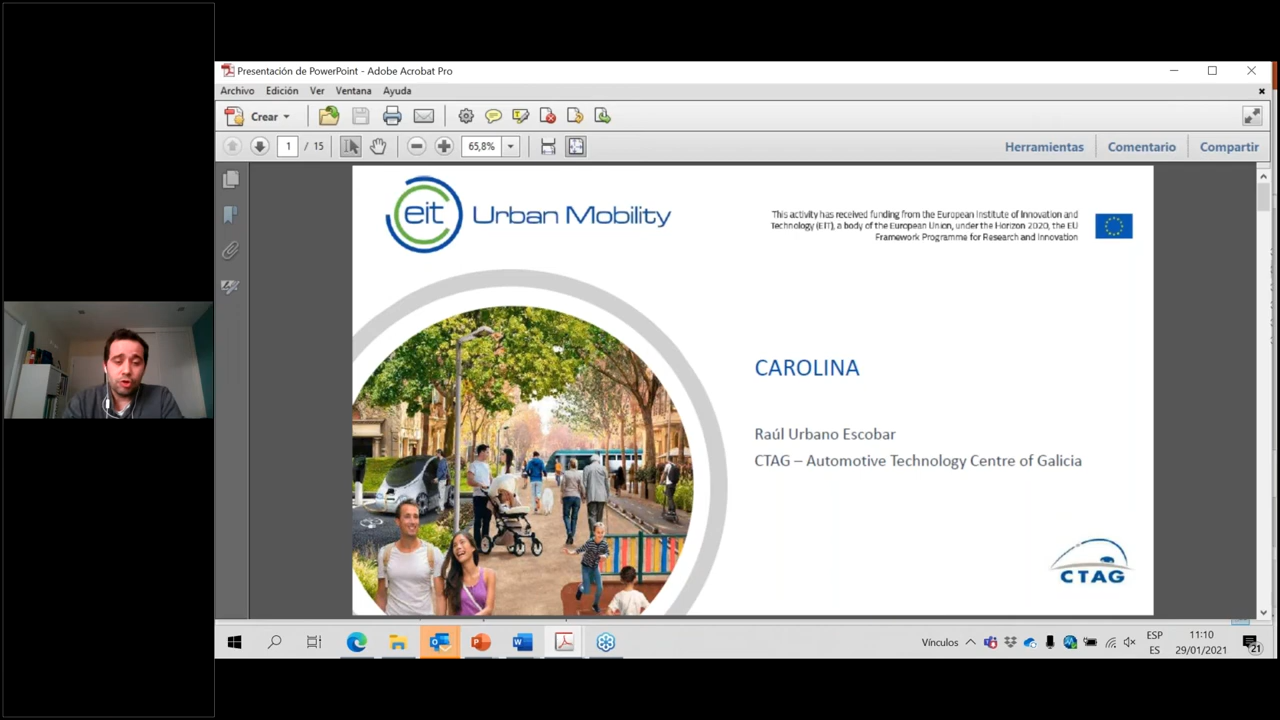 Presentación de PowerPoint - Adobe Acrobat Pro
Archivo Edición Ver Ventana Ayuda
Crear
1 / 15 65,8% Herramientas Comentario Compartir
eit Urban Mobility
This activity has received funding from the European Institute of Innovation and
Technology (EIT), a body of the European Union, under the Horizon 2020, the EU
Framework Programme for Research and Innovation
CAROLINA
Raúl Urbano Escobar
CTAG – Automotive Technology Centre of Galicia
CTAG
Vínculos
ESP
ES
11:10
29/01/2021
21